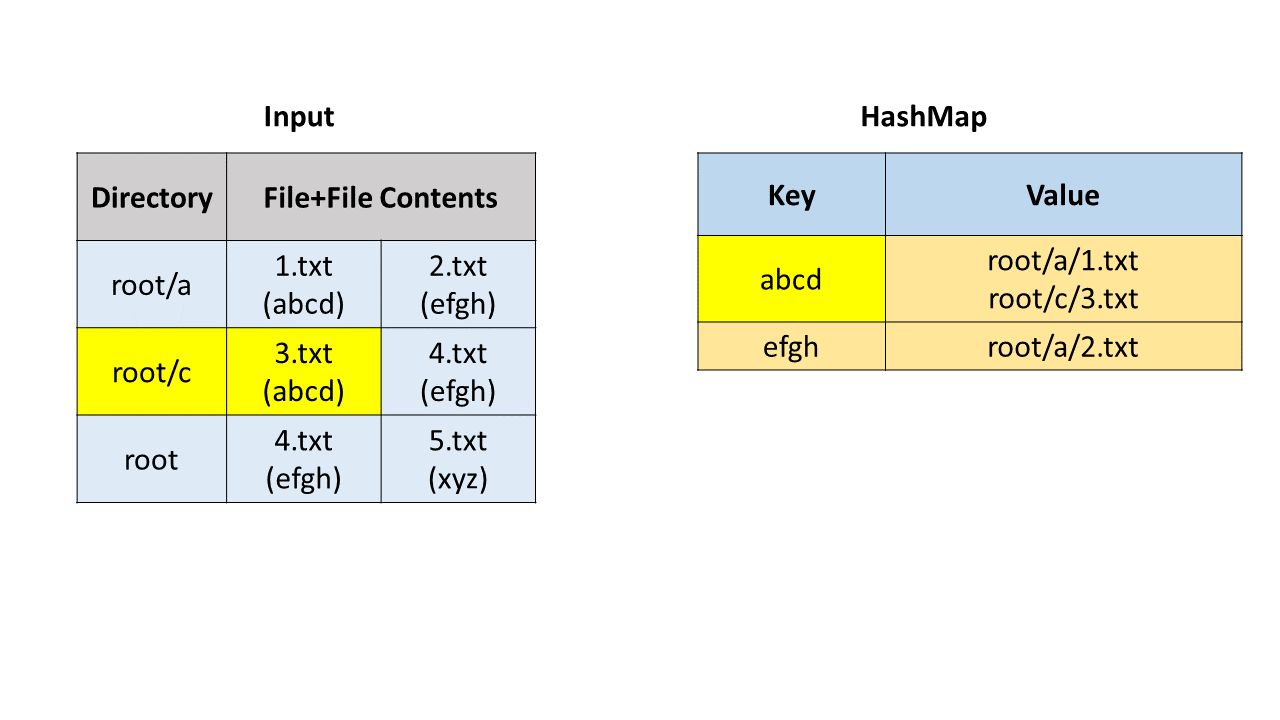 Input
Directory
File+File Contents
root/a
1.txt
(abcd)
2.txt
(efgh)
root/c
3.txt
(abcd)
4.txt
(efgh)
root
4.txt
(efgh)
5.txt
(xyz)
HashMap
Key
Value
abcd
root/a/1.txt
root/c/3.txt
efgh
root/a/2.txt